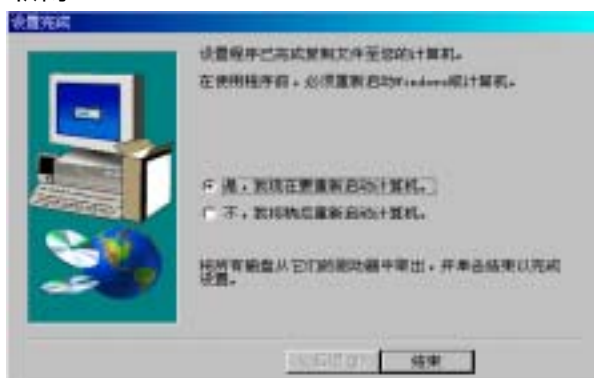 设置完成
设置程序已完成复制文件至您的计算机。
在使用程序前，必须重新启动Windows或计算机。
是，我现在要重新启动计算机。
不，我将稍后重新启动计算机。
将所有磁盘从它们的驱动器中取出，并单击结束以完成
设置。
结束